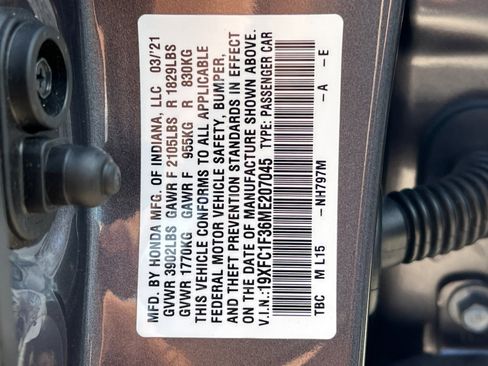 MFD. BY HONDA MFG. OF INDIANA, LLC 03/21
GVWR 3902LBS GAWR F 2105LBS R 1829LBS
GVWR 1770KG GAWR F 955KG R 830KG
THIS VEHICLE CONFORMS TO ALL APPLICABLE
FEDERAL MOTOR VEHICLE SAFETY, BUMPER,
AND THEFT PREVENTION STANDARDS IN EFFECT
ON THE DATE OF MANUFACTURE SHOWN ABOVE.
V.I.N.:19XFC1F36ME207045 TYPE: PASSENGER CAR
TBC M L15 -NH797M -A -E